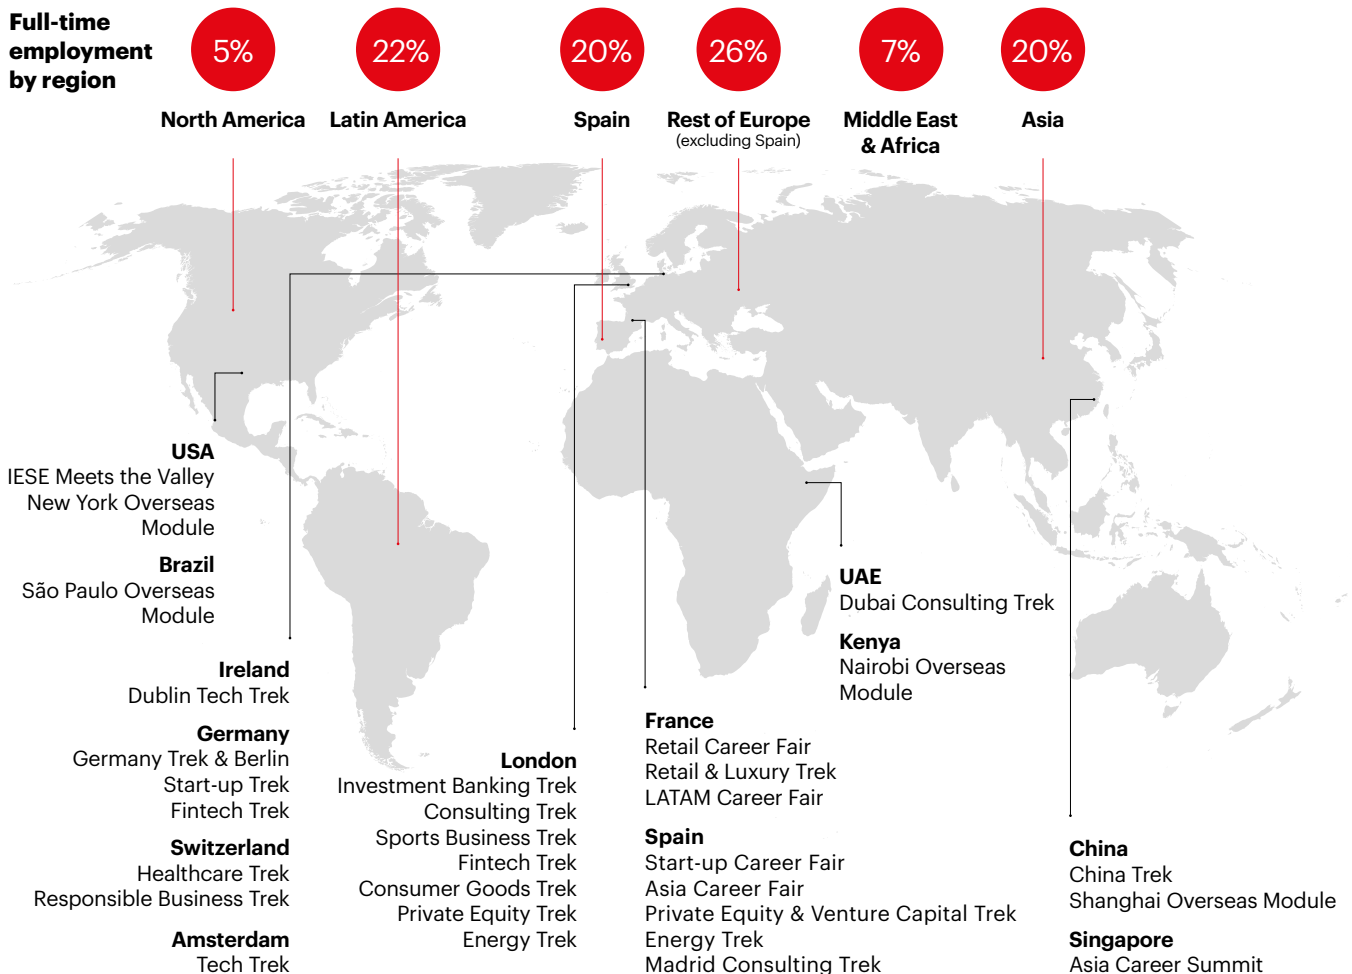 Full-time
employment
by region
5%
North America
22%
Latin America
20%
Spain
26%
Rest of Europe
(excluding Spain)
7%
Middle East
& Africa
20%
Asia
USA
IESE Meets the Valley
New York Overseas
Module
Brazil
São Paulo Overseas
Module
Ireland
Dublin Tech Trek
Germany
Germany Trek & Berlin
Start-up Trek
Fintech Trek
Switzerland
Healthcare Trek
Responsible Business Trek
Amsterdam
Tech Trek
London
Investment Banking Trek
Consulting Trek
Sports Business Trek
Fintech Trek
Consumer Goods Trek
Private Equity Trek
Energy Trek
France
Retail Career Fair
Retail & Luxury Trek
LATAM Career Fair
Spain
Start-up Career Fair
Asia Career Fair
Private Equity & Venture Capital Trek
Energy Trek
Madrid Consulting Trek
UAE
Dubai Consulting Trek
Kenya
Nairobi Overseas
Module
China
China Trek
Shanghai Overseas Module
Singapore
Asia Career Summit